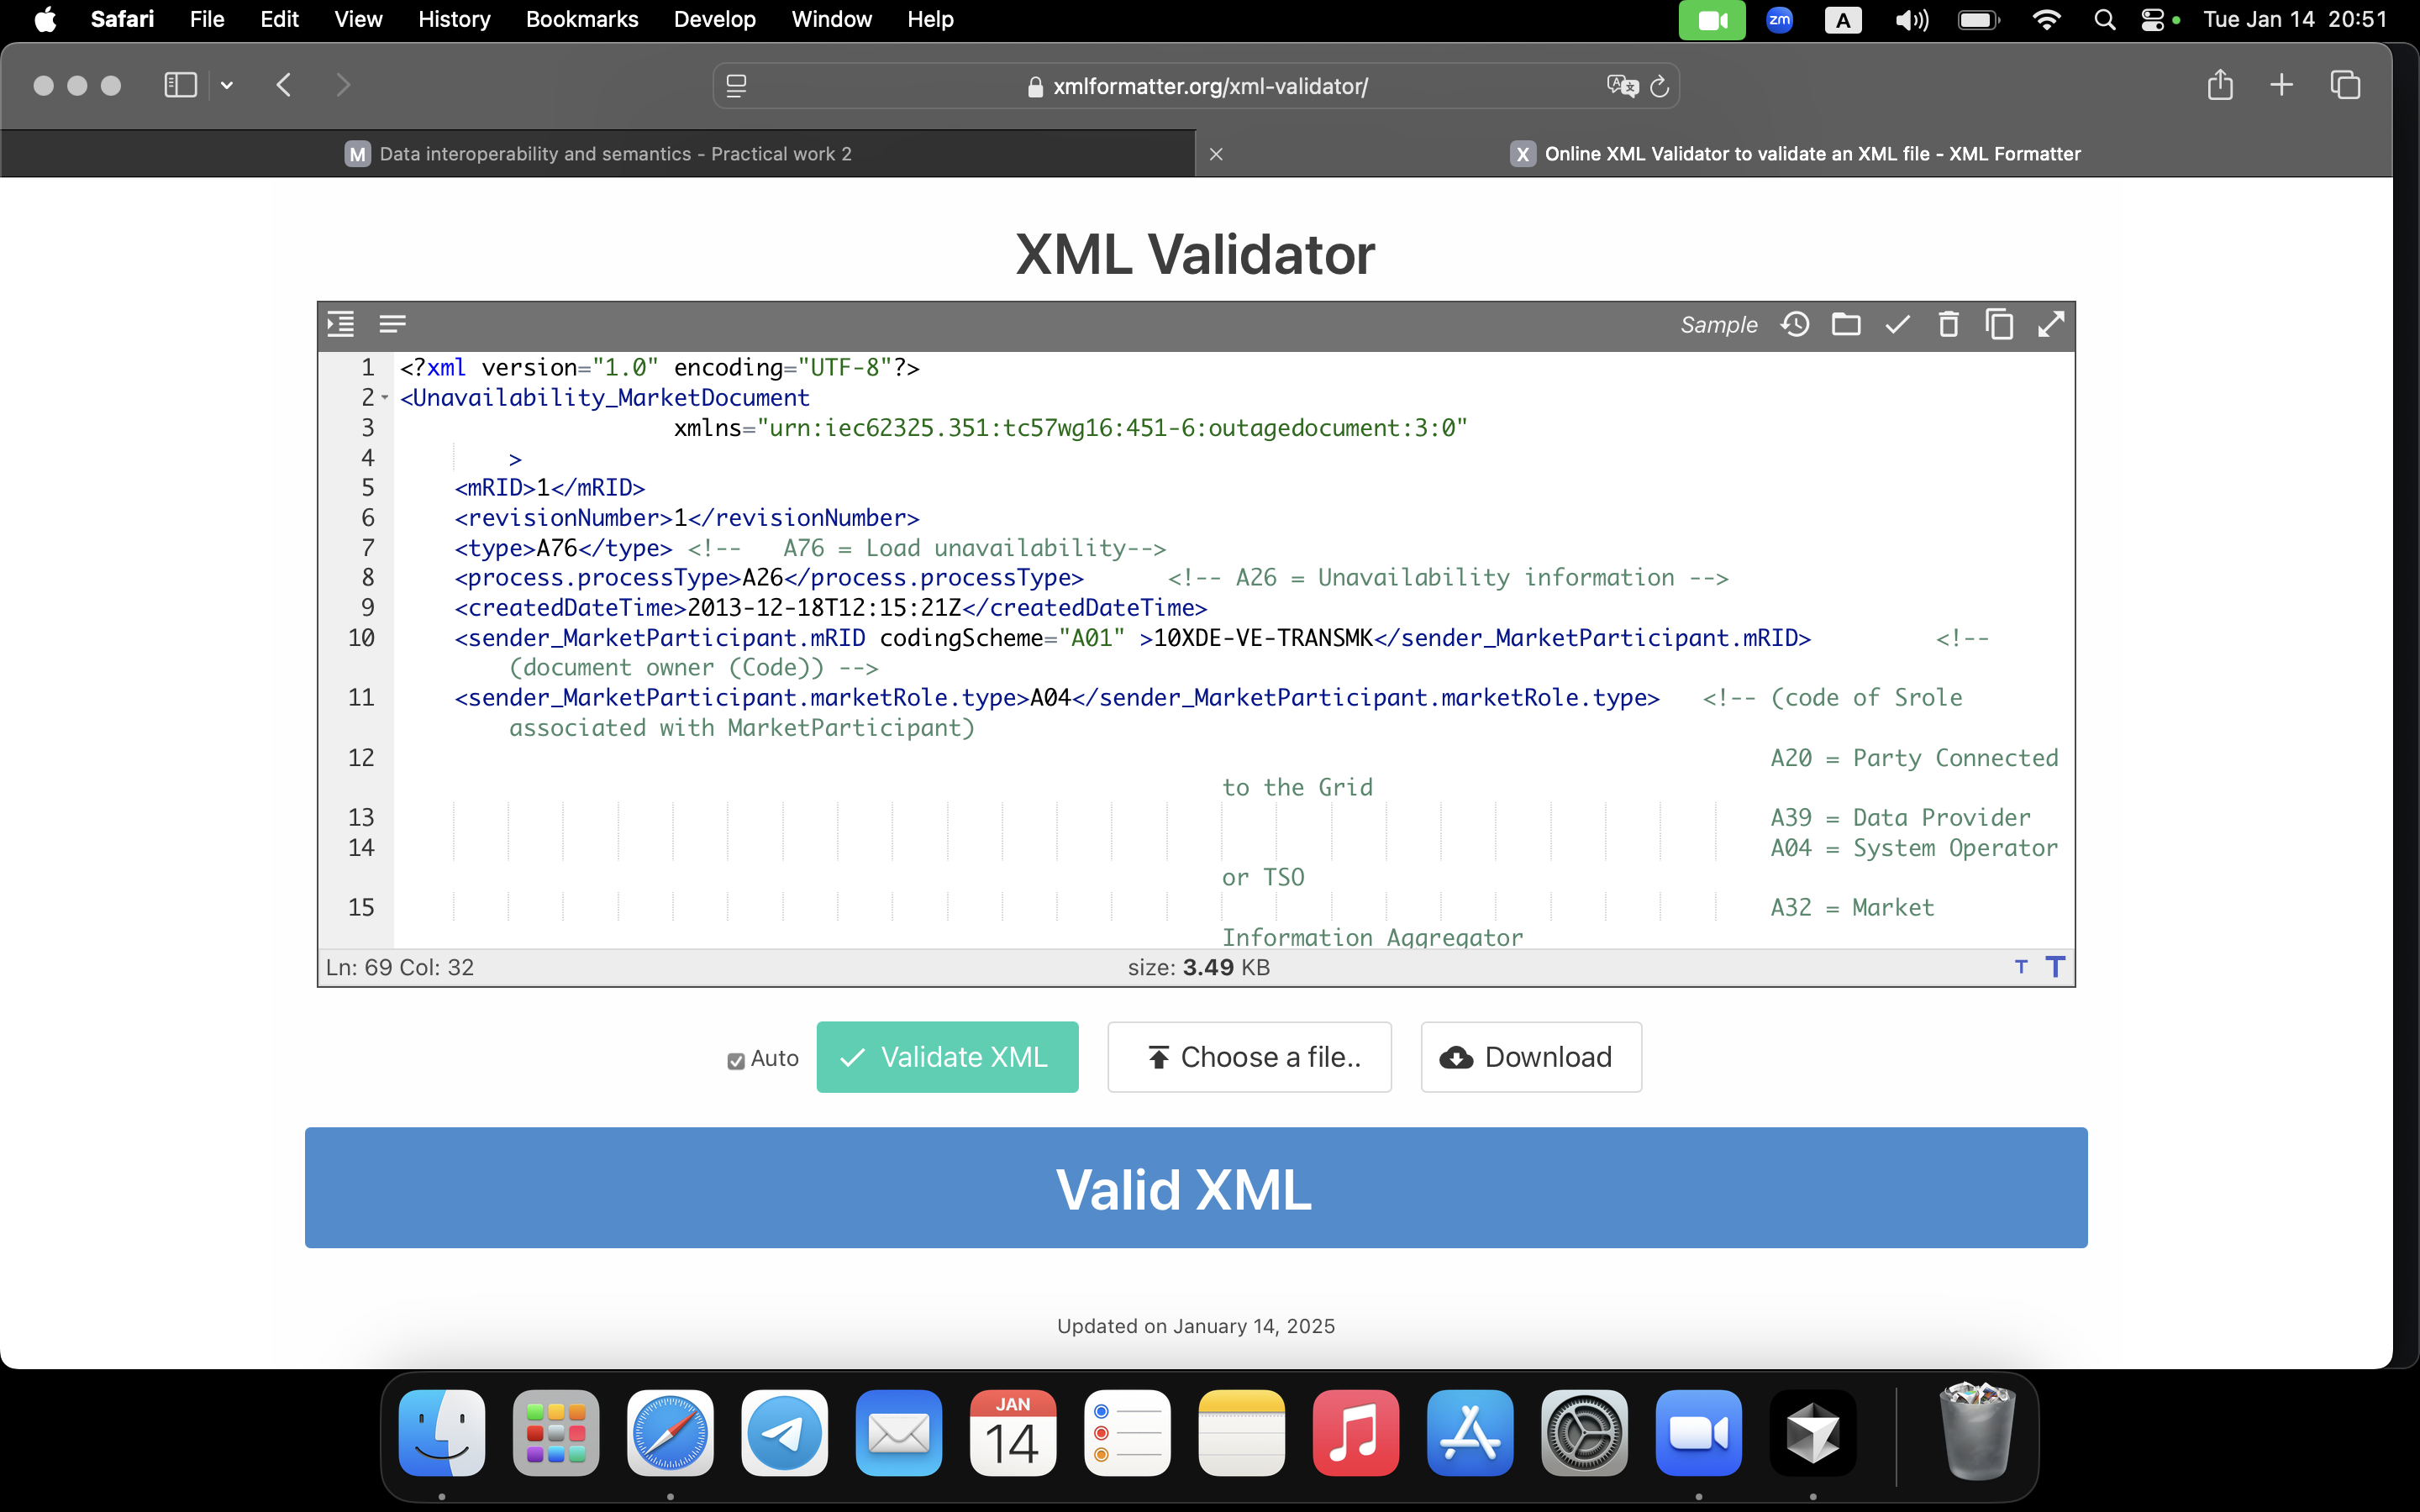 Safari File Edit View History Bookmarks Develop Window Help zm A Tue Jan 14 20:51
xmlformatter.org/xml-validator/
M Data interoperability and semantics - Practical work 2
X Online XML Validator to validate an XML file - XML Formatter
XML Validator
Sample
1 <?xml version="1.0" encoding="UTF-8"?>
2 <Unavailability_MarketDocument
3 xmlns="urn:iec62325.351:tc57wg16:451-6:outagedocument:3:0"
4 >
5 <mRID>1</mRID>
6 <revisionNumber>1</revisionNumber>
7 <type>A76</type> <!-- A76 = Load unavailability-->
8 <process.processType>A26</process.processType> <!-- A26 = Unavailability information -->
9 <createdDateTime>2013-12-18T12:15:21Z</createdDateTime>
10 <sender_MarketParticipant.mRID codingScheme="A01" >10XDE-VE-TRANSMK</sender_MarketParticipant.mRID> <!--
(document owner (Code)) -->
11 <sender_MarketParticipant.marketRole.type>A04</sender_MarketParticipant.marketRole.type> <!-- (code of Srole
associated with MarketParticipant)
12 A20 = Party Connected
to the Grid
13 A39 = Data Provider
14 A04 = System Operator
or TSO
15 A32 = Market
Information Aggregator
Ln: 69 Col: 32 size: 3.49 KB T T
Auto Validate XML Choose a file.. Download
Valid XML
Updated on January 14, 2025
JAN
14